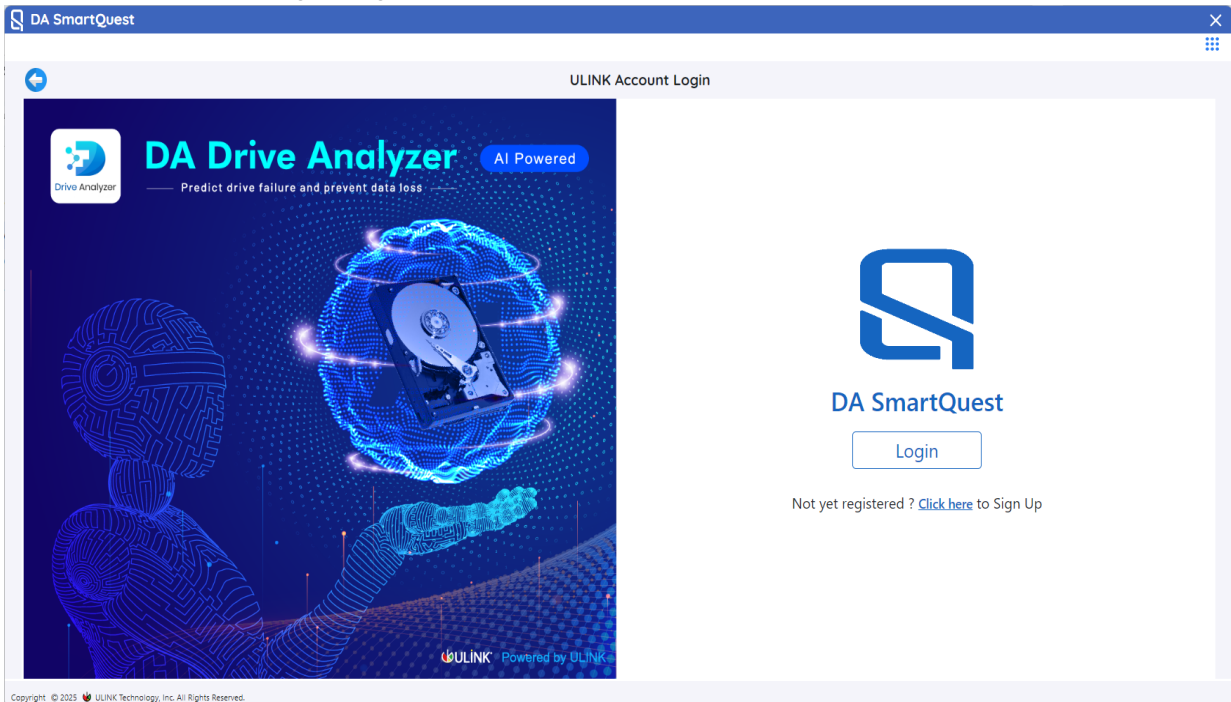 DA SmartQuest
ULINK Account Login
DA Drive Analyzer
AI Powered
Drive Analyzer
Predict drive failure and prevent data loss
DA SmartQuest
Login
Not yet registered ? Click here to Sign Up
ULINK Powered by ULINK
Copyright © 2025 ULINK Technology, Inc. All Rights Reserved.